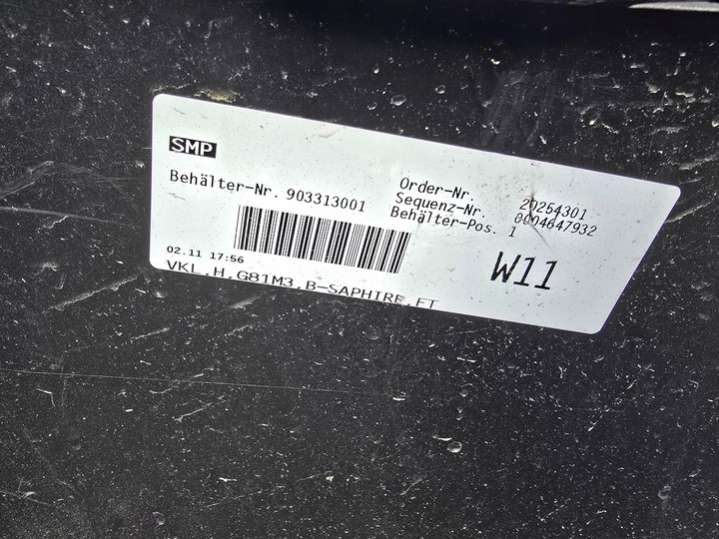 SMP
Behälter-Nr. 903313001
Order-Nr. 20254301
Sequenz-Nr. 0004647932
Behälter-Pos. 1
02.11 17:56
W11
VKL,H,G81M3,B-SAPHIRE,FT